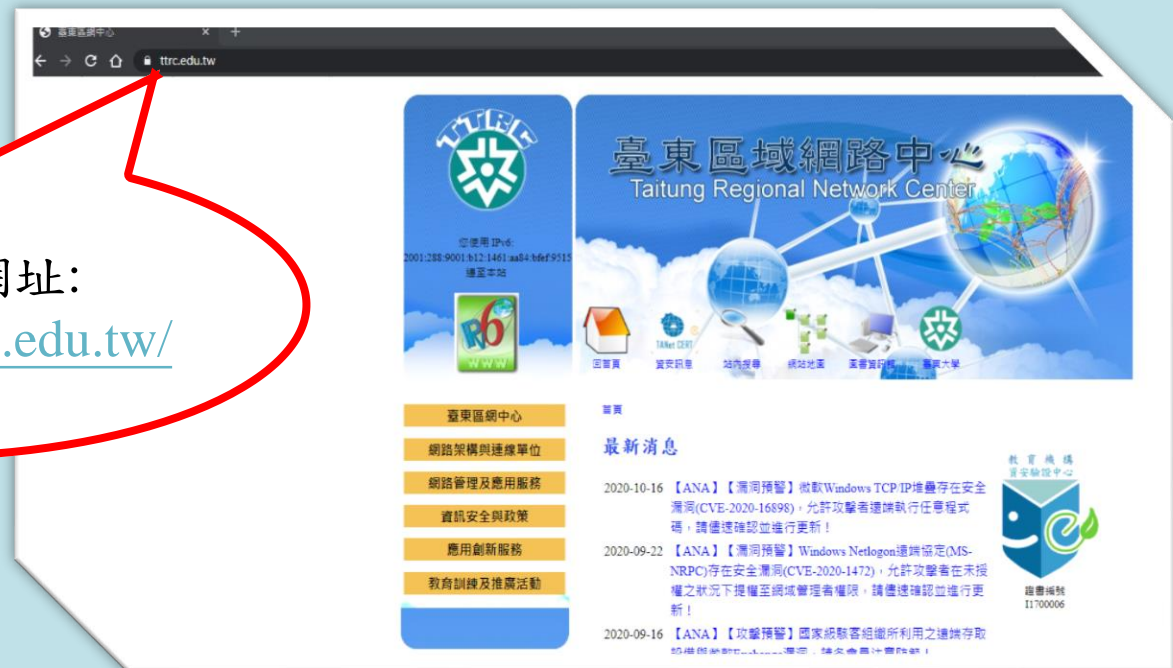 臺東區網中心
ttrc.edu.tw
網址:
.edu.tw/
TTRC
您使用 IPv6:
2001:288:9001:b12:1461:aa84:bfef:9515
連至本站
R6
WWW
臺東區域網路中心
Taitung Regional Network Center
TANet CERT
回首頁
資安訊息
站內搜尋
網站地圖
圖書資訊館
臺東大學
臺東區網中心
網路架構與連線單位
網路管理及應用服務
資訊安全與政策
應用創新服務
教育訓練及推廣活動
首頁
最新消息
2020-10-16 【ANA】【漏洞預警】微軟Windows TCP/IP堆疊存在安全
漏洞(CVE-2020-16898),允許攻擊者遠端執行任意程式
碼,請儘速確認並進行更新!
2020-09-22 【ANA】【漏洞預警】Windows Netlogon遠端協定(MS-
NRPC)存在安全漏洞(CVE-2020-1472),允許攻擊者在未授
權之狀況下提權至網域管理者權限,請儘速確認並進行更
新!
2020-09-16 【ANA】【攻擊預警】國家級駭客組織所利用之遠端存取
教育機構
資安驗證中心
證書編號
I1700006